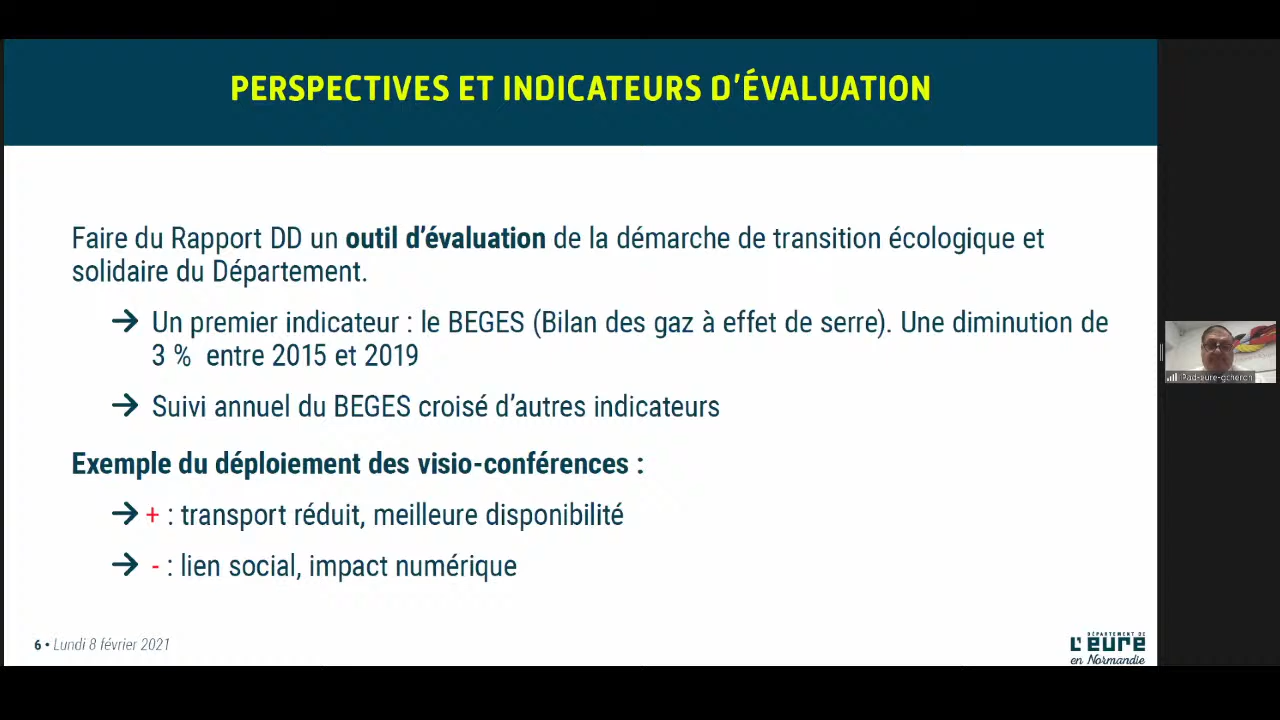 PERSPECTIVES ET INDICATEURS D'ÉVALUATION
Faire du Rapport DD un outil d'évaluation de la démarche de transition écologique et
solidaire du Département.
→ Un premier indicateur : le BEGES (Bilan des gaz à effet de serre). Une diminution de
3 % entre 2015 et 2019
→ Suivi annuel du BEGES croisé d'autres indicateurs
Exemple du déploiement des visio-conférences :
→ + : transport réduit, meilleure disponibilité
→ - : lien social, impact numérique
6 • Lundi 8 février 2021
DÉPARTEMENT DE
L'eure
en Normandie
iPad-eure-gcheron